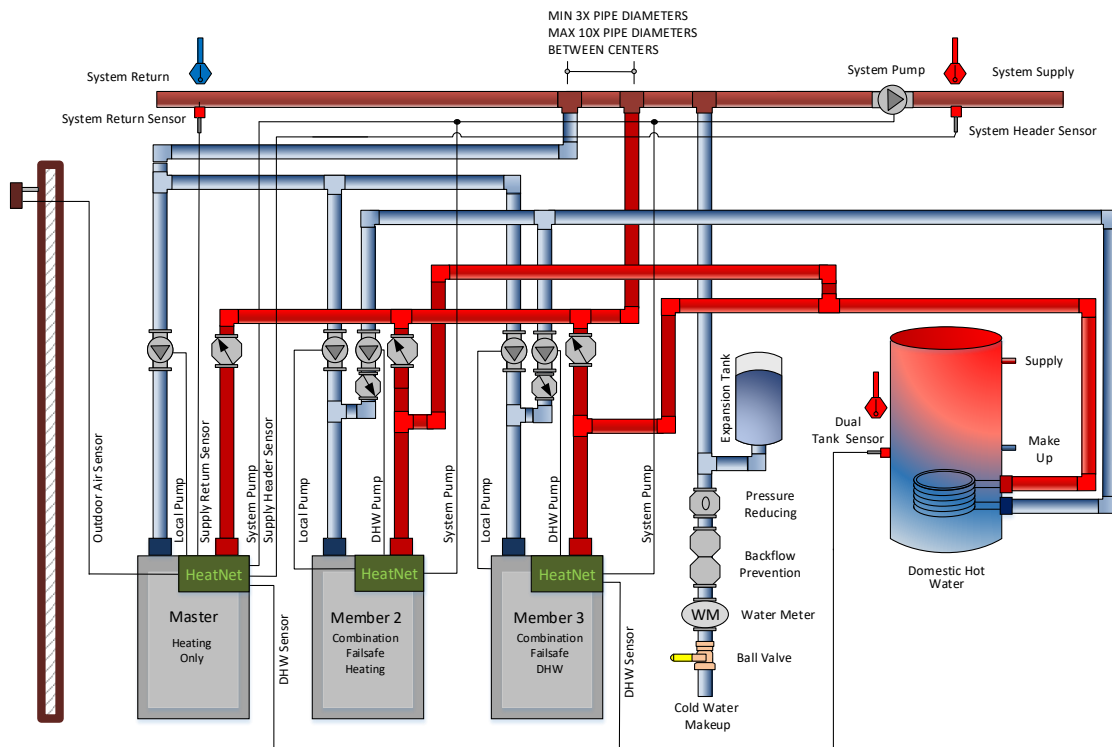 MIN 3X PIPE DIAMETERS
MAX 10X PIPE DIAMETERS
BETWEEN CENTERS
System Return
System Pump
System Supply
System Return Sensor
System Header Sensor
Outdoor Air Sensor
Local Pump
Supply Return Sensor
System Pump
Supply Header Sensor
Local Pump
DHW Pump
System Pump
Local Pump
DHW Pump
System Pump
Expansion Tank
Dual
Tank Sensor
Supply
Make
Up
Pressure
Reducing
Backflow
Prevention
WM
Water Meter
Ball Valve
Cold Water
Makeup
Domestic Hot
Water
HeatNet
HeatNet
HeatNet
Master
Heating
Only
DHW Sensor
Member 2
Combination
Failsafe
Heating
Member 3
Combination
Failsafe
DHW
DHW Sensor
0